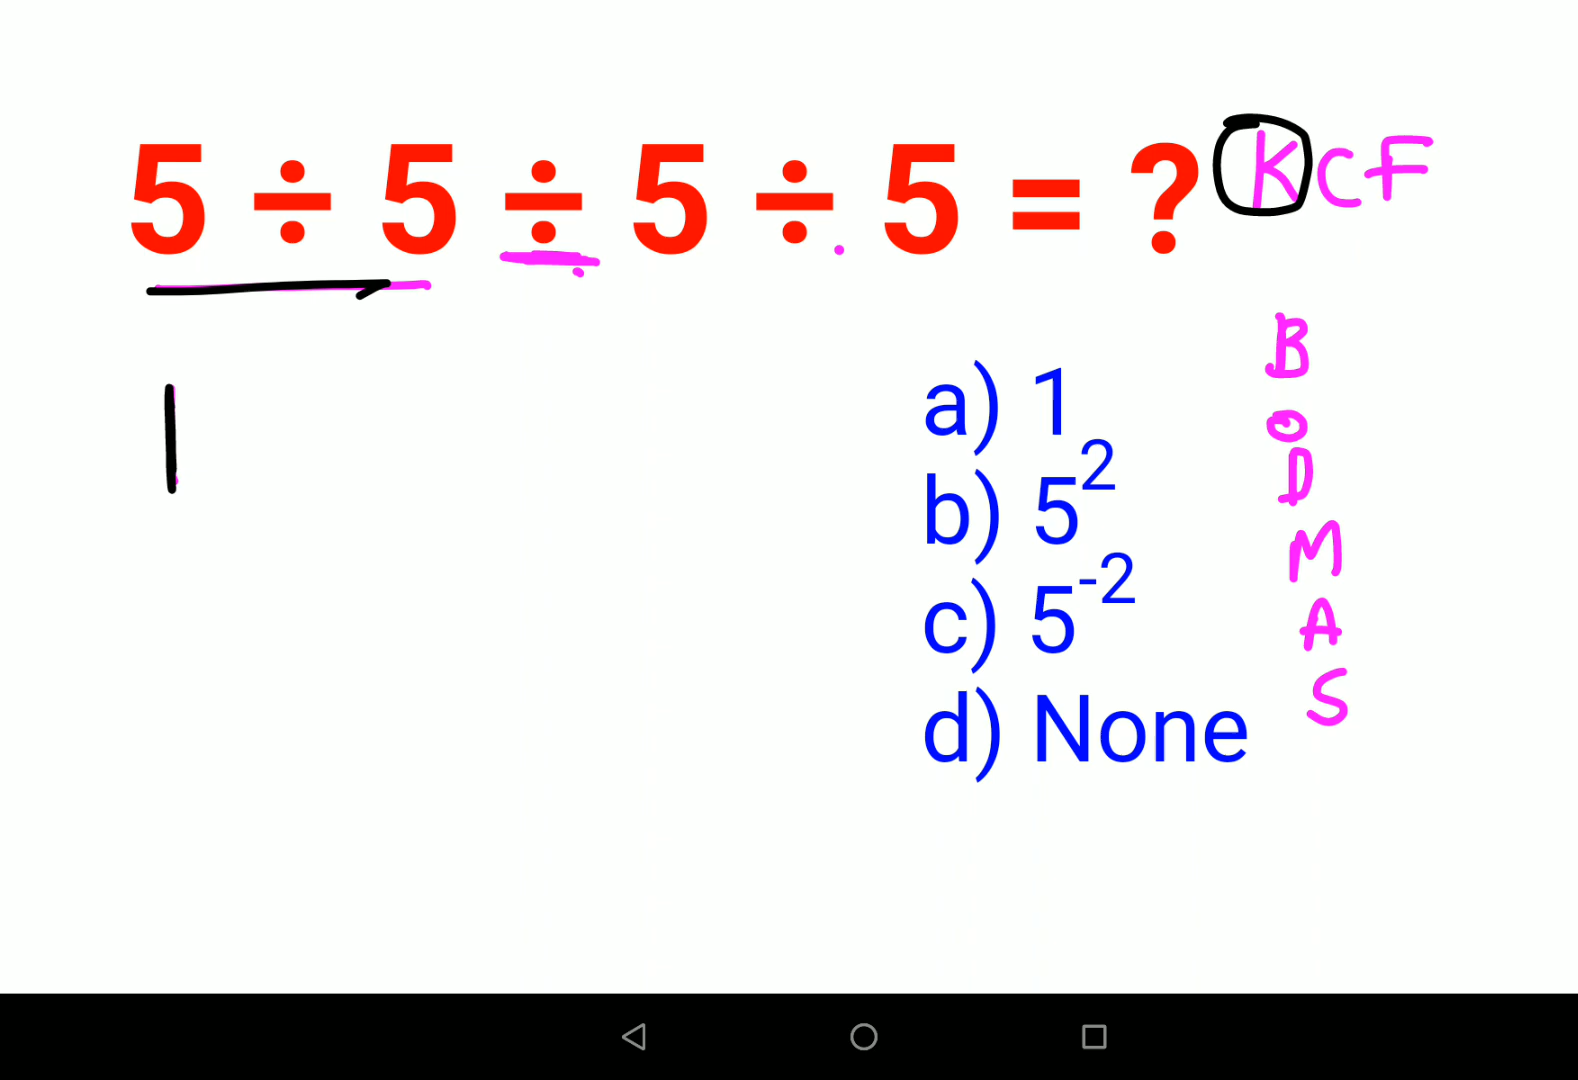 5 ÷ 5 ÷ 5 ÷ 5 = ? KCF
1
a) 1
b) 5²
c) 5⁻²
d) None
B
O
D
M
A
S